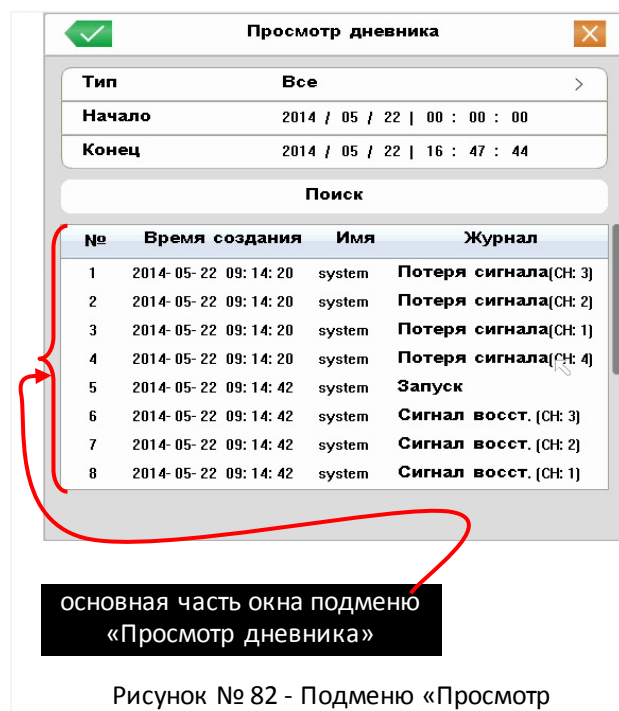 Просмотр дневника
Тип Все >
Начало 2014 / 05 / 22 | 00 : 00 : 00
Конец 2014 / 05 / 22 | 16 : 47 : 44
Поиск
№ Время создания Имя Журнал
1 2014-05-22 09:14:20 system Потеря сигнала(CH: 3)
2 2014-05-22 09:14:20 system Потеря сигнала(CH: 2)
3 2014-05-22 09:14:20 system Потеря сигнала(CH: 1)
4 2014-05-22 09:14:20 system Потеря сигнала(CH: 4)
5 2014-05-22 09:14:42 system Запуск
6 2014-05-22 09:14:42 system Сигнал восст. (CH: 3)
7 2014-05-22 09:14:42 system Сигнал восст. (CH: 2)
8 2014-05-22 09:14:42 system Сигнал восст. (CH: 1)
основная часть окна подменю
«Просмотр дневника»
Рисунок № 82 - Подменю «Просмотр